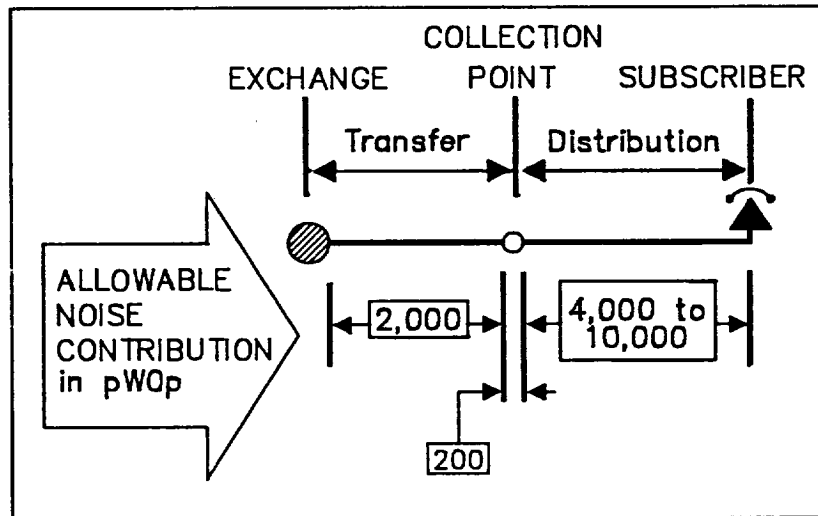 COLLECTION
EXCHANGE POINT SUBSCRIBER
Transfer Distribution
ALLOWABLE
NOISE
CONTRIBUTION
in pW0p
2,000
4,000 to
10,000
200